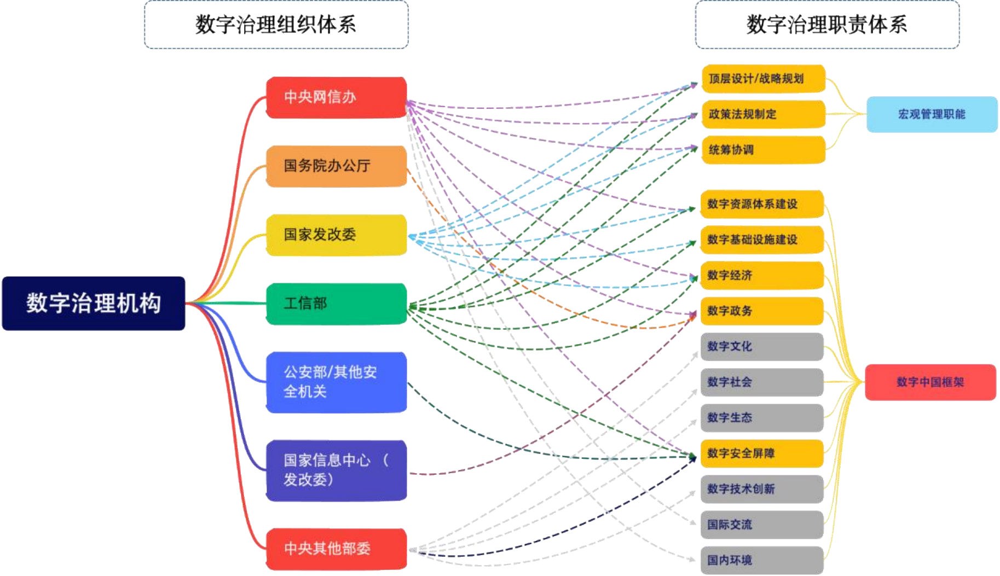 数字治理组织体系
数字治理职责体系
数字治理机构
中央网信办
国务院办公厅
国家发改委
工信部
公安部/其他安
全机关
国家信息中心 （
发改委）
中央其他部委
顶层设计/战略规划
政策法规制定
统筹协调
数字资源体系建设
数字基础设施建设
数字经济
数字政务
数字文化
数字社会
数字生态
数字安全屏障
数字技术创新
国际交流
国内环境
宏观管理职能
数字中国框架